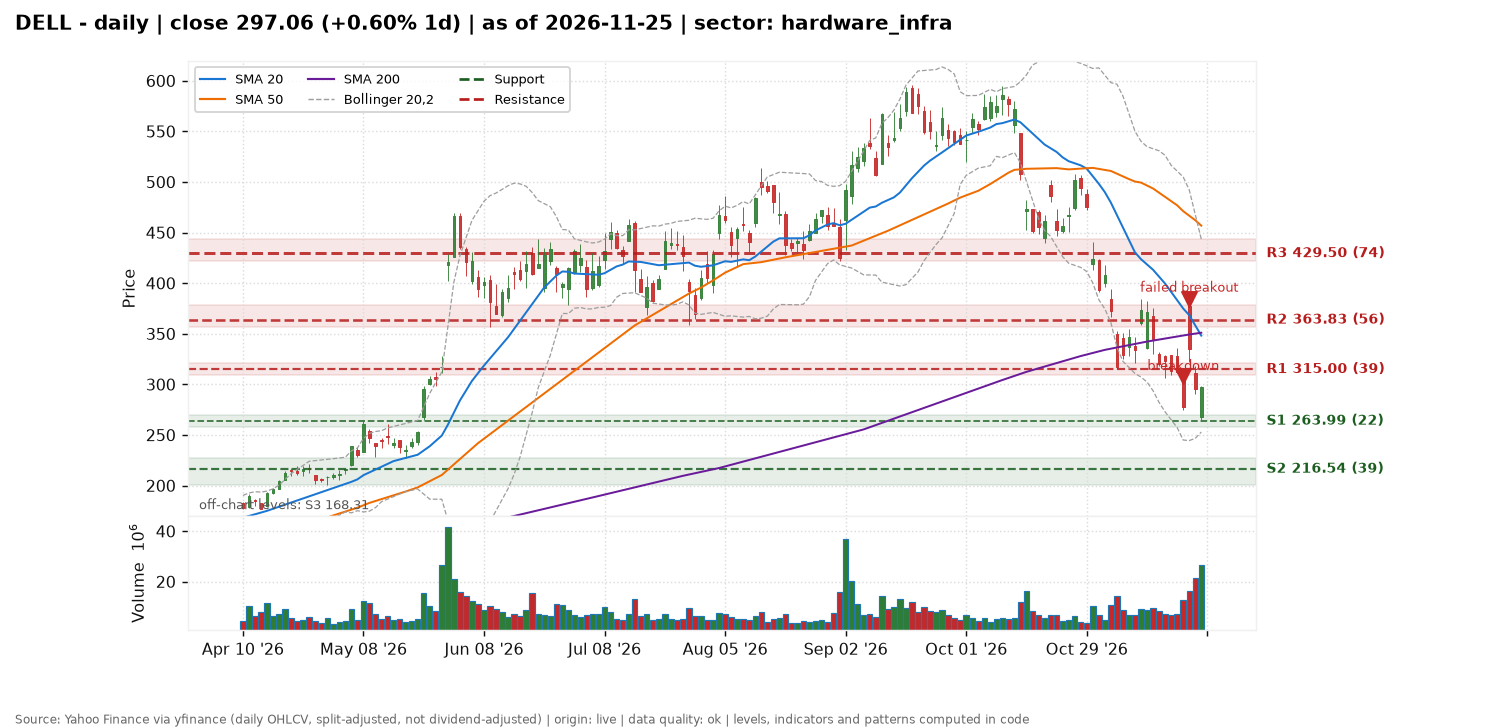 DELL - daily | close 297.06 (+0.60% 1d) | as of 2026-11-25 | sector: hardware_infra
SMA 20
SMA 50
SMA 200
Bollinger 20,2
Support
Resistance
Price
600
550
500
450
400
350
300
250
200
R3 429.50 (74)
failed breakout
R2 363.83 (56)
breakdown
R1 315.00 (39)
S1 263.99 (22)
S2 216.54 (39)
off-chart levels: S3 168.31
Volume 10⁶
40
20
Apr 10 '26
May 08 '26
Jun 08 '26
Jul 08 '26
Aug 05 '26
Sep 02 '26
Oct 01 '26
Oct 29 '26
Source: Yahoo Finance via yfinance (daily OHLCV, split-adjusted, not dividend-adjusted) | origin: live | data quality: ok | levels, indicators and patterns computed in code